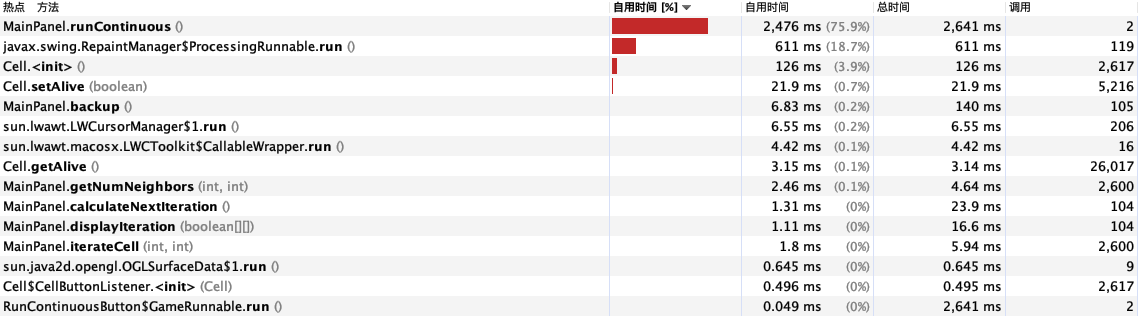 热点 方法 自用时间 [%] 自用时间 总时间 调用
MainPanel.runContinuous () 2,476 ms (75.9%) 2,641 ms 2
javax.swing.RepaintManager$ProcessingRunnable.run () 611 ms (18.7%) 611 ms 119
Cell.<init> () 126 ms (3.9%) 126 ms 2,617
Cell.setAlive (boolean) 21.9 ms (0.7%) 21.9 ms 5,216
MainPanel.backup () 6.83 ms (0.2%) 140 ms 105
sun.lwawt.LWCursorManager$1.run () 6.55 ms (0.2%) 6.55 ms 206
sun.lwawt.macosx.LWCToolkit$CallableWrapper.run () 4.42 ms (0.1%) 4.42 ms 16
Cell.getAlive () 3.15 ms (0.1%) 3.14 ms 26,017
MainPanel.getNumNeighbors (int, int) 2.46 ms (0.1%) 4.64 ms 2,600
MainPanel.calculateNextIteration () 1.31 ms (0%) 23.9 ms 104
MainPanel.displayIteration (boolean[][]) 1.11 ms (0%) 16.6 ms 104
MainPanel.iterateCell (int, int) 1.8 ms (0%) 5.94 ms 2,600
sun.java2d.opengl.OGLSurfaceData$1.run () 0.645 ms (0%) 0.645 ms 9
Cell$CellButtonListener.<init> (Cell) 0.496 ms (0%) 0.495 ms 2,617
RunContinuousButton$GameRunnable.run () 0.049 ms (0%) 2,641 ms 2